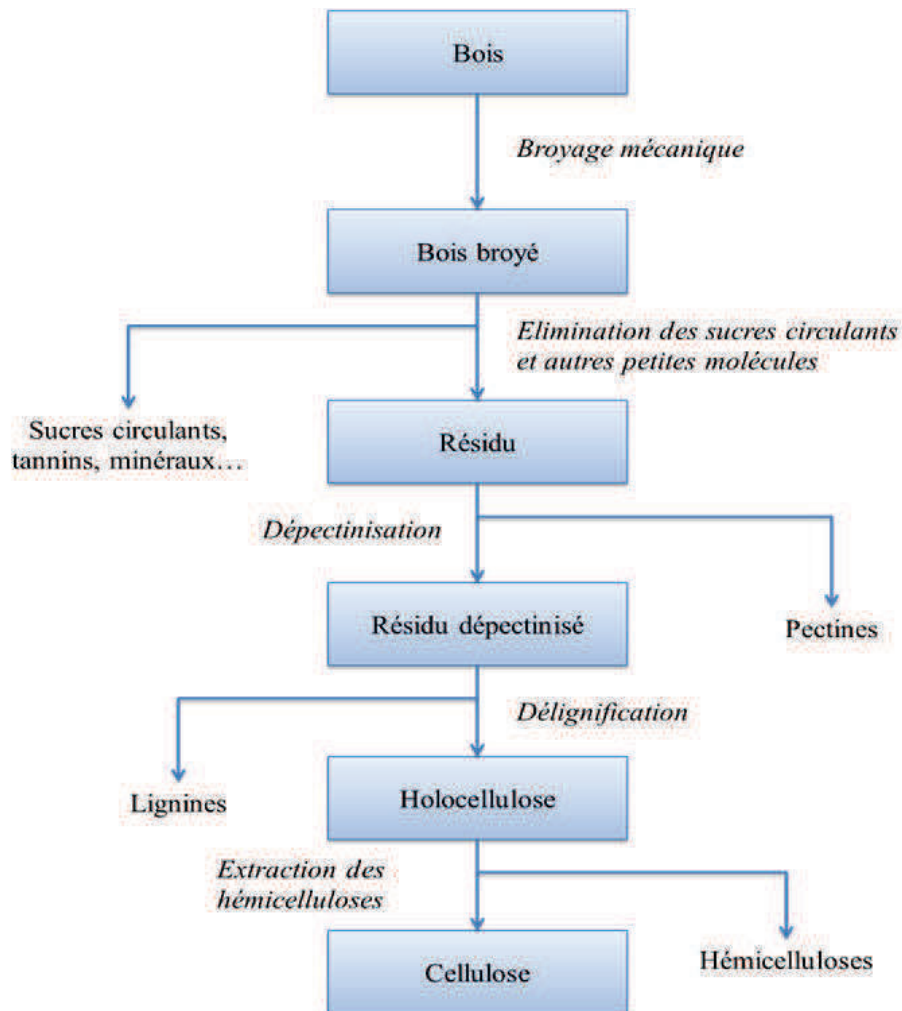 Bois
Broyage mécanique
Bois broyé
Elimination des sucres circulants
et autres petites molécules
Sucres circulants,
tannins, minéraux…
Résidu
Dépectinisation
Résidu dépectinisé
Pectines
Délignification
Lignines
Holocellulose
Extraction des
hémicelluloses
Cellulose
Hémicelluloses